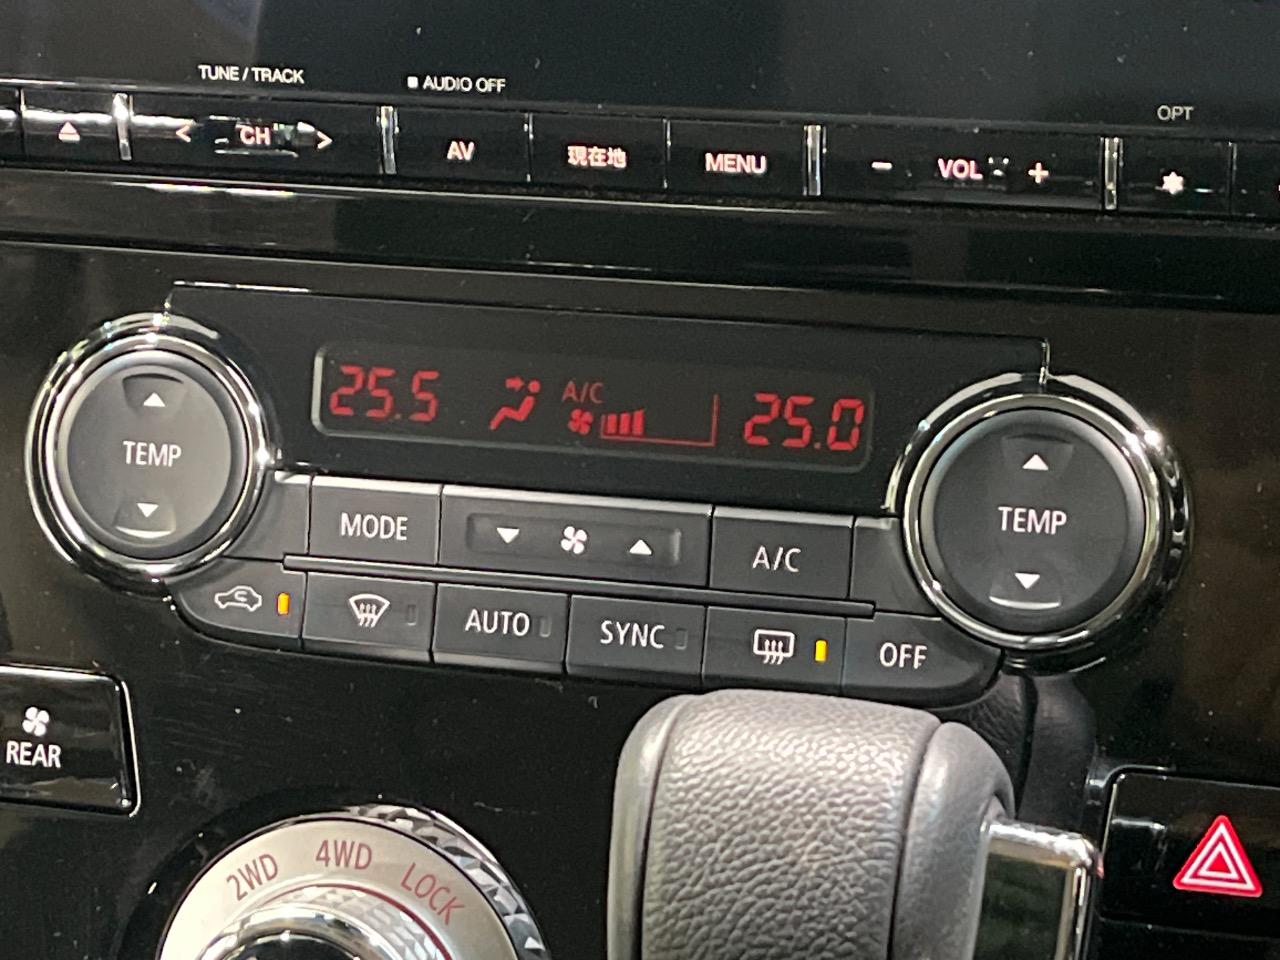 TUNE / TRACK
AUDIO OFF
OPT
< CH >
AV
現在地
MENU
- VOL +
25.5
A/C
25.0
TEMP
TEMP
MODE
A/C
AUTO
SYNC
OFF
REAR
2WD
4WD
LOCK